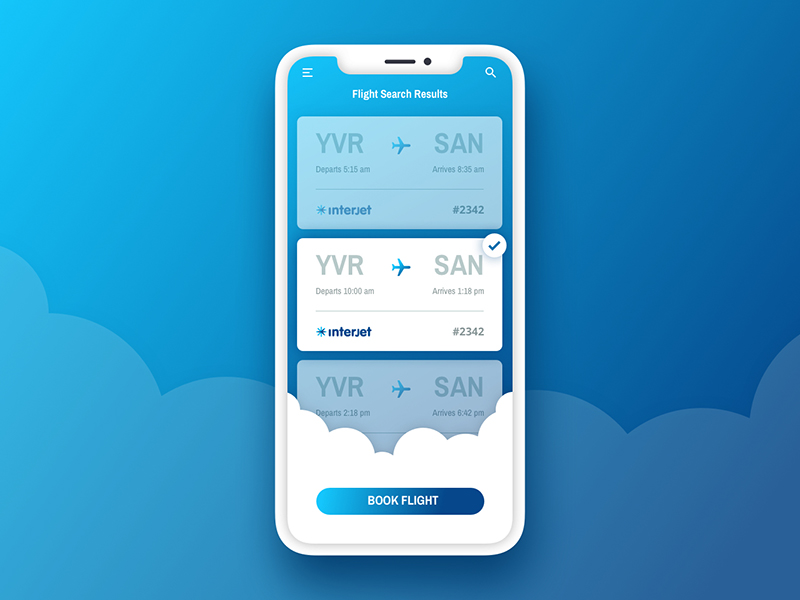 Flight Search Results
YVR SAN
Departs 5:15 am Arrives 8:35 am
interjet #2342
YVR SAN
Departs 10:00 am Arrives 1:18 pm
interjet #2342
YVR SAN
Departs 2:18 pm Arrives 6:42 pm
BOOK FLIGHT